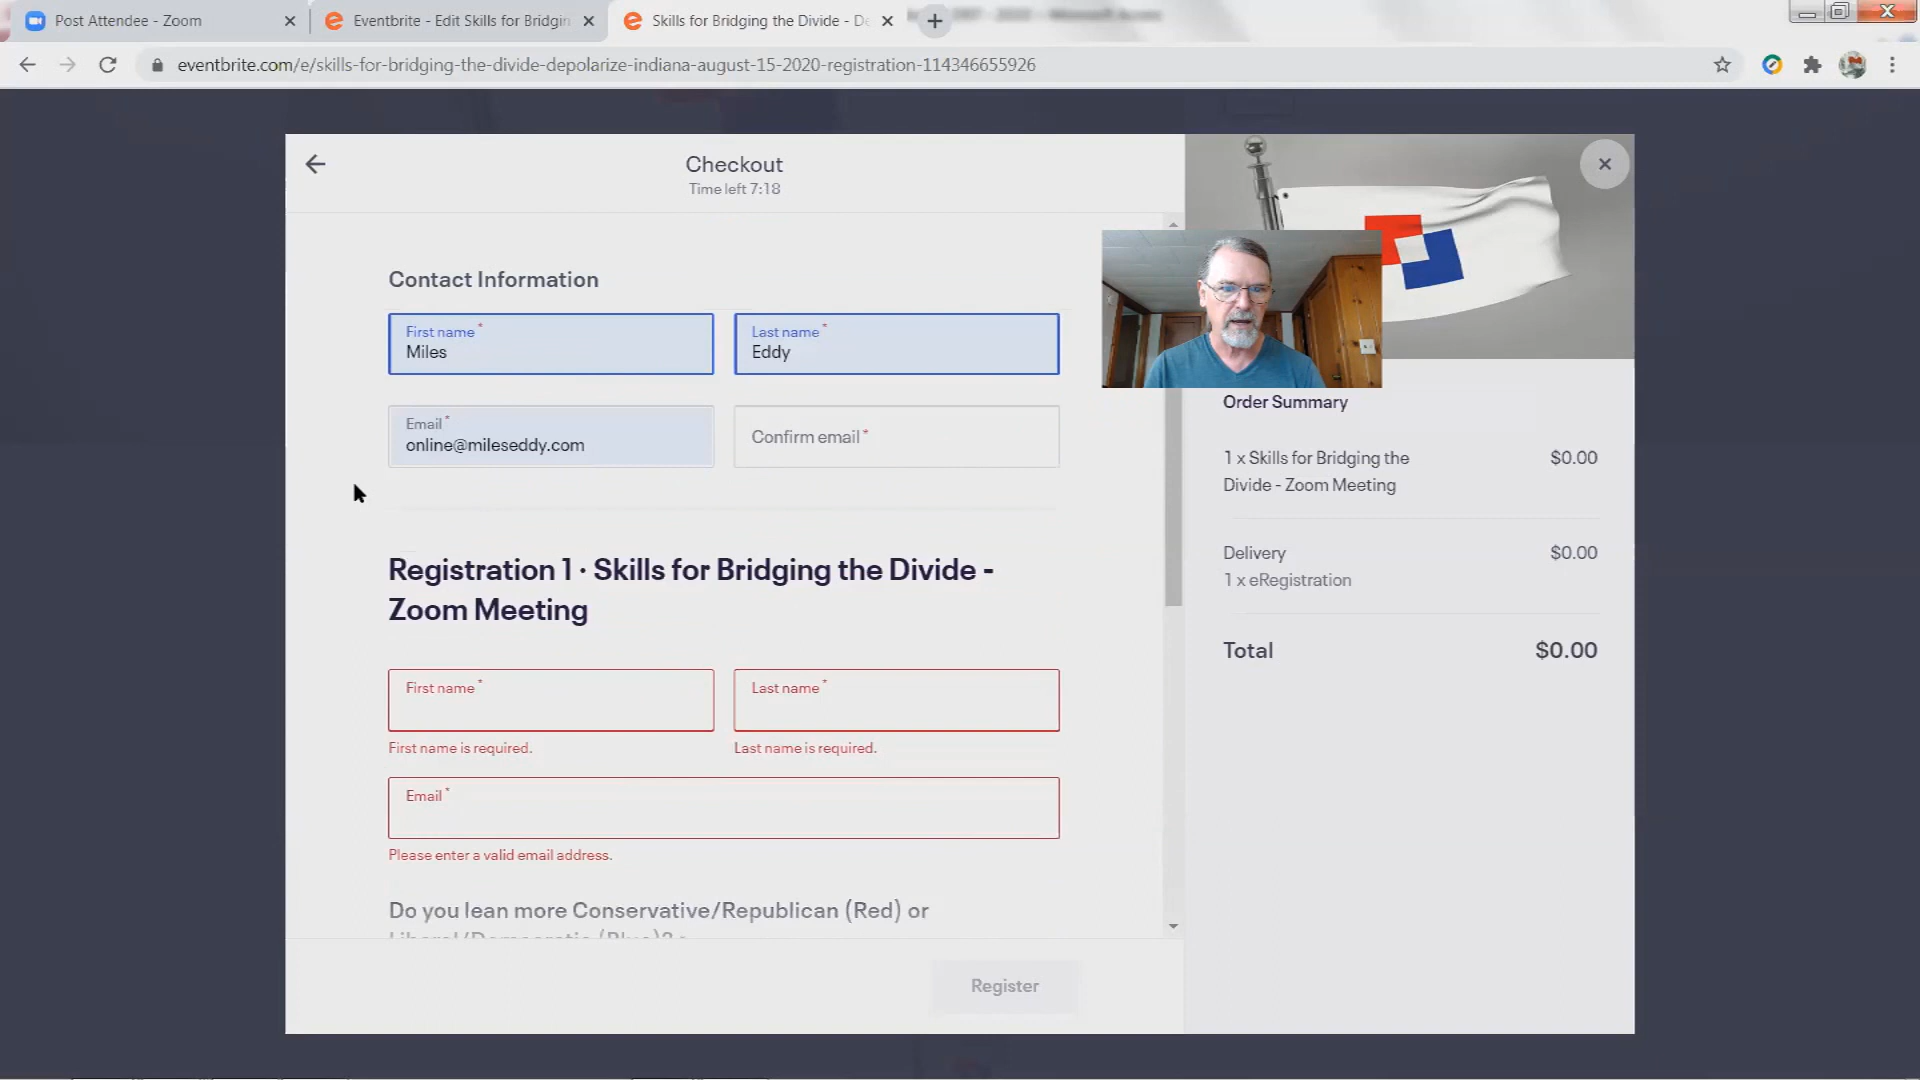 Post Attendee - Zoom
Eventbrite - Edit Skills for Bridgin
Skills for Bridging the Divide - De
eventbrite.com/e/skills-for-bridging-the-divide-depolarize-indiana-august-15-2020-registration-114346655926
Checkout
Time left 7:18
Contact Information
First name *
Miles
Last name *
Eddy
Email *
online@mileseddy.com
Confirm email *
Registration 1 · Skills for Bridging the Divide -
Zoom Meeting
First name *
Last name *
First name is required.
Last name is required.
Email *
Please enter a valid email address.
Do you lean more Conservative/Republican (Red) or
Register
Order Summary
1 x Skills for Bridging the
Divide - Zoom Meeting
$0.00
Delivery
$0.00
1 x eRegistration
Total
$0.00